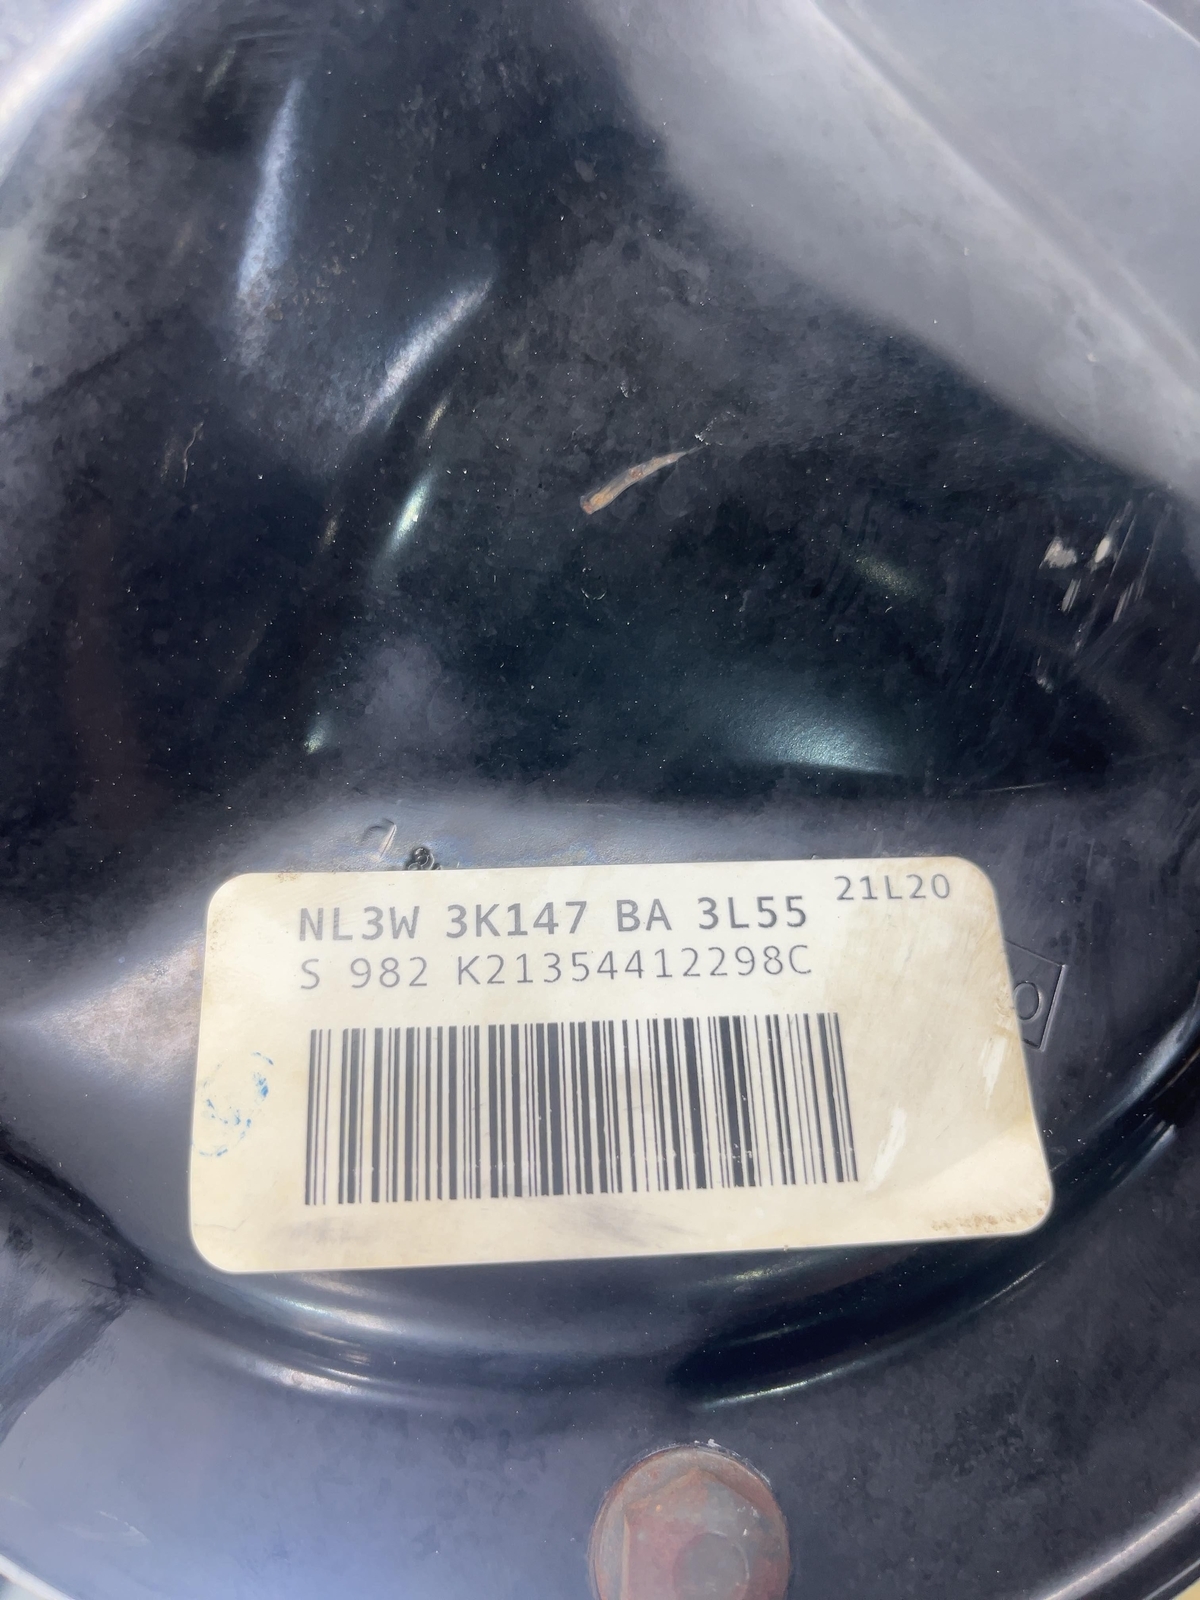 NL3W 3K147 BA 3L55 21L20
S 982 K21354412298C